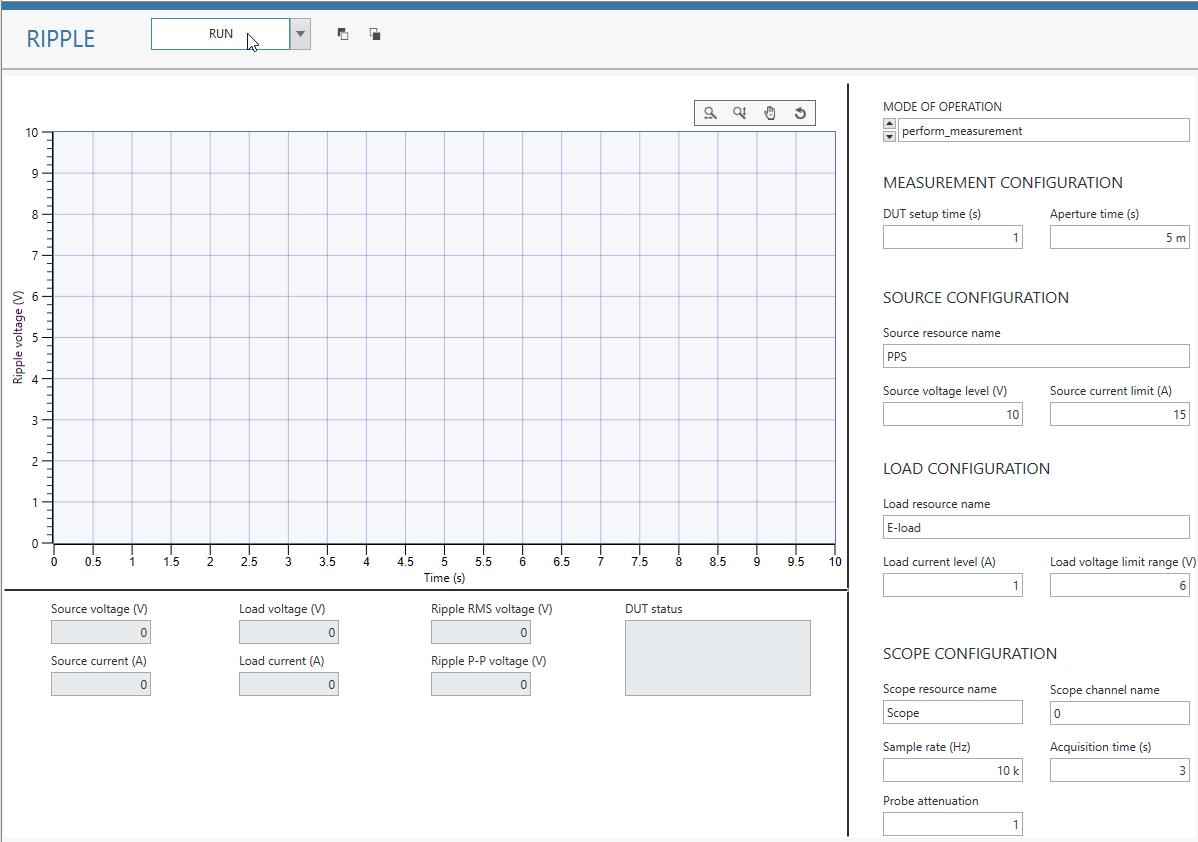 RIPPLE
RUN
MODE OF OPERATION
perform_measurement
MEASUREMENT CONFIGURATION
DUT setup time (s)
Aperture time (s)
1
5 m
SOURCE CONFIGURATION
Source resource name
PPS
Source voltage level (V)
Source current limit (A)
10
15
LOAD CONFIGURATION
Load resource name
E-load
Load current level (A)
Load voltage limit range (V)
1
6
SCOPE CONFIGURATION
Scope resource name
Scope channel name
Scope
0
Sample rate (Hz)
Acquisition time (s)
10 k
3
Probe attenuation
1
Ripple voltage (V)
10
9
8
7
6
5
4
3
2
1
0
0 0.5 1 1.5 2 2.5 3 3.5 4 4.5 5 5.5 6 6.5 7 7.5 8 8.5 9 9.5 10
Time (s)
Source voltage (V)
Load voltage (V)
Ripple RMS voltage (V)
DUT status
0
0
0
Source current (A)
Load current (A)
Ripple P-P voltage (V)
0
0
0